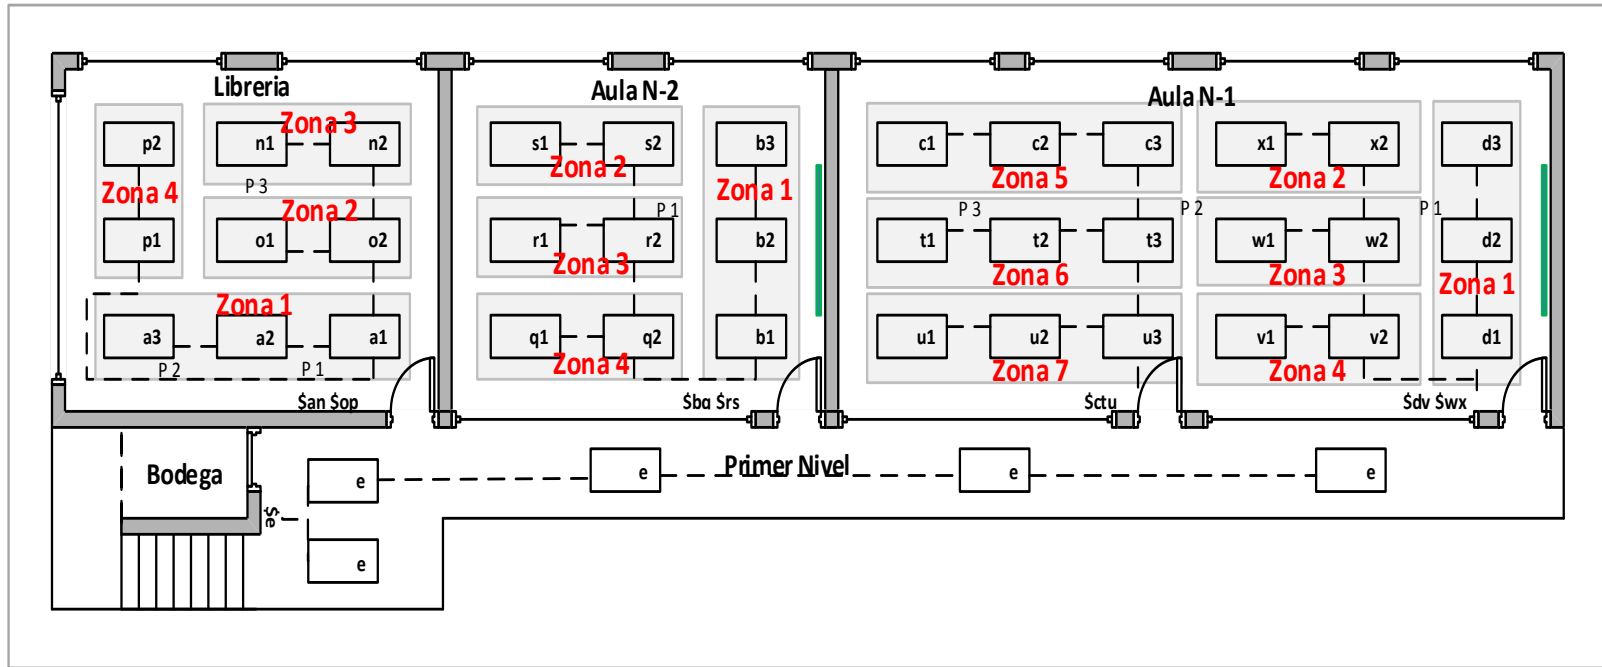 Libreria
Aula N-2
Aula N-1
p2
n1
Zona 3
n2
s1
s2
b3
c1
c2
c3
x1
x2
d3
Zona 4
P 3
Zona 2
Zona 1
Zona 5
Zona 2
p1
o1
Zona 2
o2
r1
P 1
r2
b2
t1
P 3
t2
t3
P 2
w1
w2
P 1
d2
Zona 3
Zona 6
Zona 3
Zona 1
Zona 1
a3
a2
a1
q1
q2
b1
u1
u2
u3
v1
v2
d1
P 2
P 1
Zona 4
Zona 7
Zona 4
$an $op
$bq $rs
$ctu
$dv $wx
Bodega
e
e
Primer Nivel
e
e
$e
e